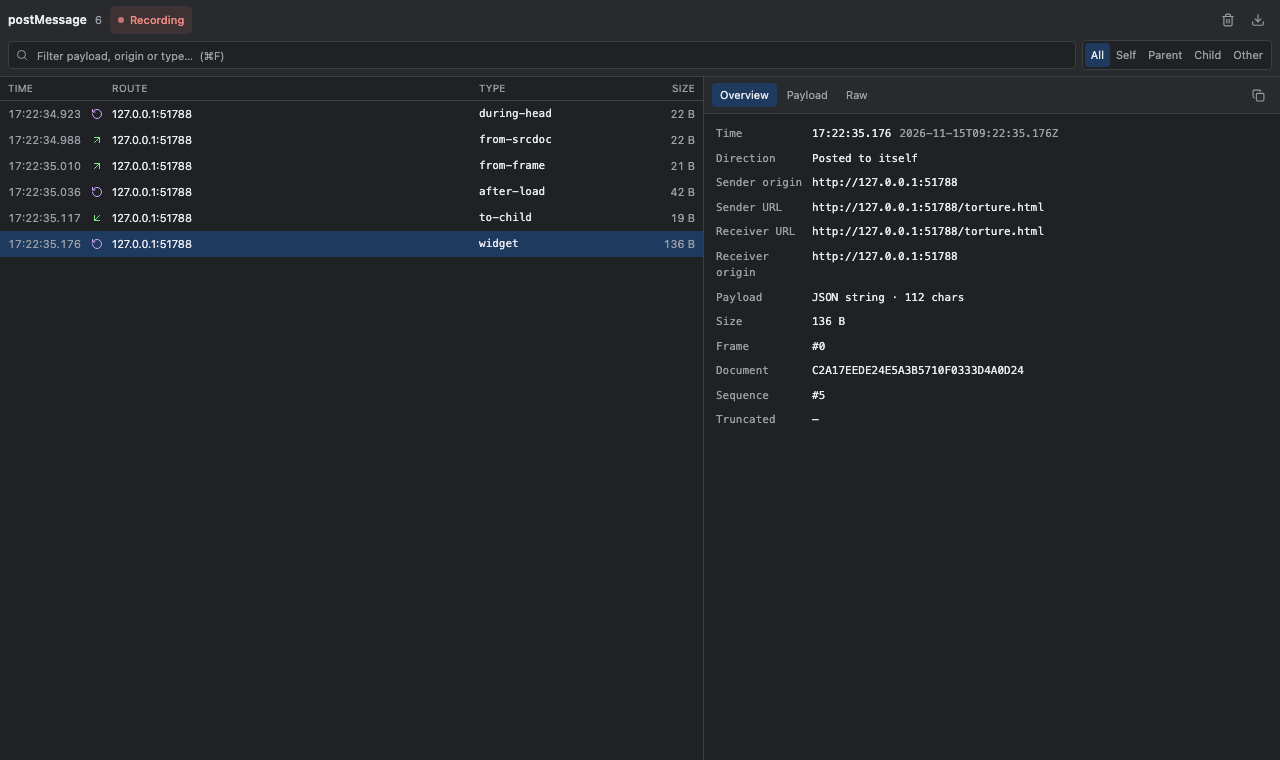 postMessage 6 Recording
Filter payload, origin or type… (⌘F) All Self Parent Child Other
TIME ROUTE TYPE SIZE
17:22:34.923 127.0.0.1:51788 during-head 22 B
17:22:34.988 127.0.0.1:51788 from-srcdoc 22 B
17:22:35.010 127.0.0.1:51788 from-frame 21 B
17:22:35.036 127.0.0.1:51788 after-load 42 B
17:22:35.117 127.0.0.1:51788 to-child 19 B
17:22:35.176 127.0.0.1:51788 widget 136 B
Overview Payload Raw
Time 17:22:35.176 2026-11-15T09:22:35.176Z
Direction Posted to itself
Sender origin http://127.0.0.1:51788
Sender URL http://127.0.0.1:51788/torture.html
Receiver URL http://127.0.0.1:51788/torture.html
Receiver http://127.0.0.1:51788
origin
Payload JSON string · 112 chars
Size 136 B
Frame #0
Document C2A17EEDE24E5A3B5710F0333D4A0D24
Sequence #5
Truncated —